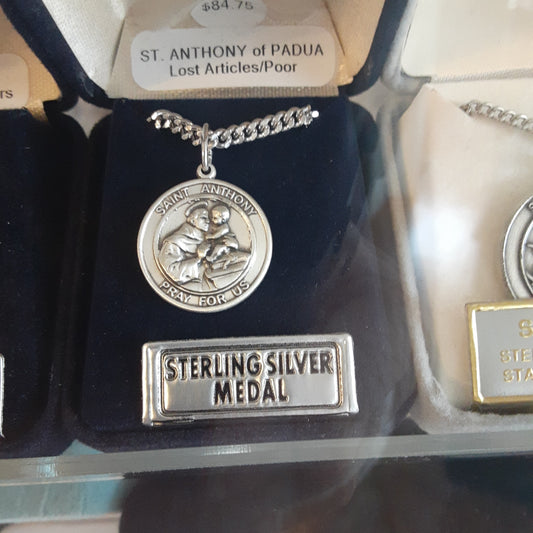 $84.75
ST. ANTHONY of PADUA
Lost Articles/Poor
SAINT ANTHONY
PRAY FOR US
STERLING SILVER
MEDAL